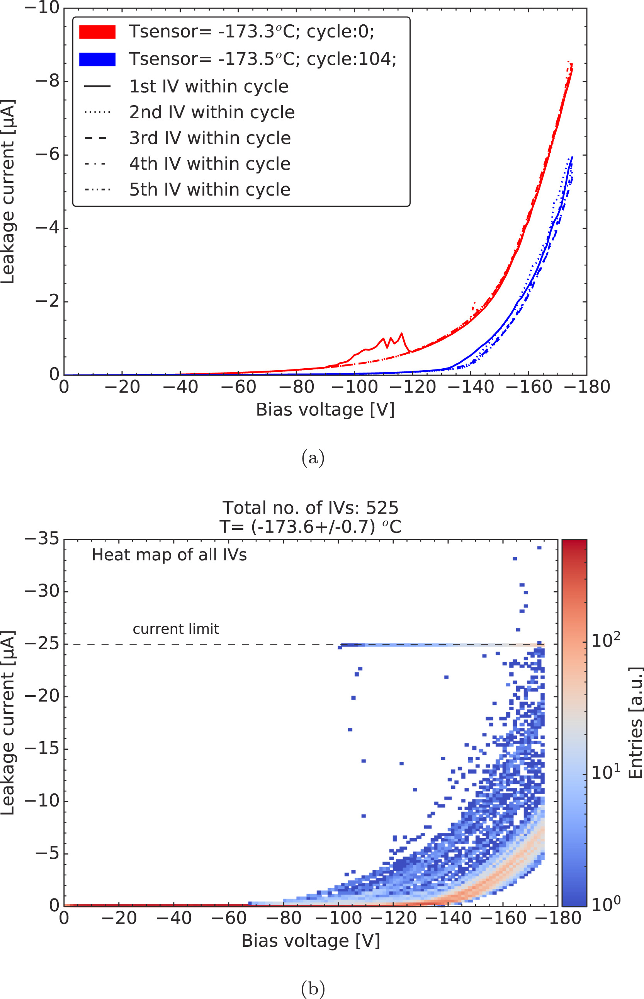 −10
−8
−6
−4
−2
0
Leakage current [µA]
Tsensor= -173.3°C; cycle:0;
Tsensor= -173.5°C; cycle:104;
1st IV within cycle
2nd IV within cycle
3rd IV within cycle
4th IV within cycle
5th IV within cycle
0 −20 −40 −60 −80 −100 −120 −140 −160 −180
Bias voltage [V]
(a)
Total no. of IVs: 525
T= (-173.6+/-0.7) °C
−35
−30
−25
−20
−15
−10
−5
0
Leakage current [µA]
Heat map of all IVs
current limit
0 −20 −40 −60 −80 −100 −120 −140 −160 −180
Bias voltage [V]
10²
10¹
10⁰
Entries [a.u.]
(b)